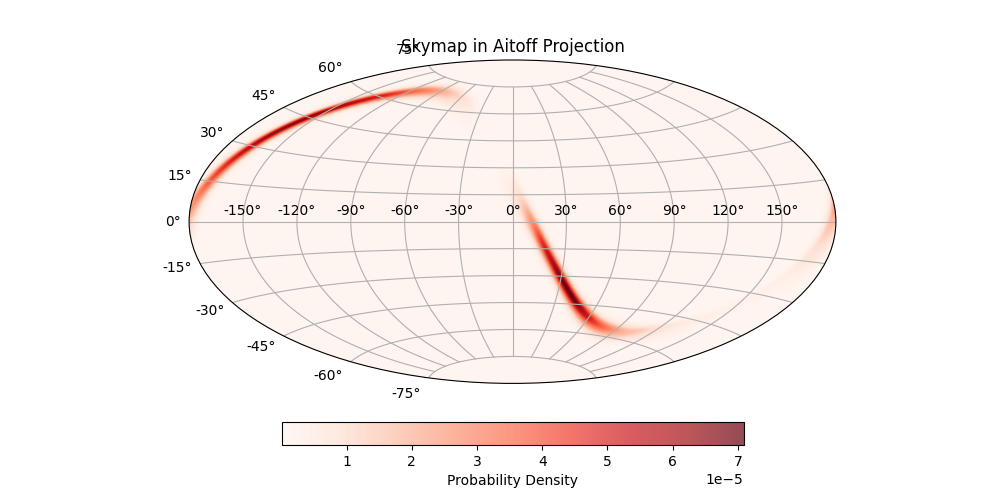 Skymap in Aitoff Projection
75°
60°
45°
30°
15°
0°
-15°
-30°
-45°
-60°
-75°
-150° -120° -90° -60° -30° 0° 30° 60° 90° 120° 150°
1 2 3 4 5 6 7
1e−5
Probability Density